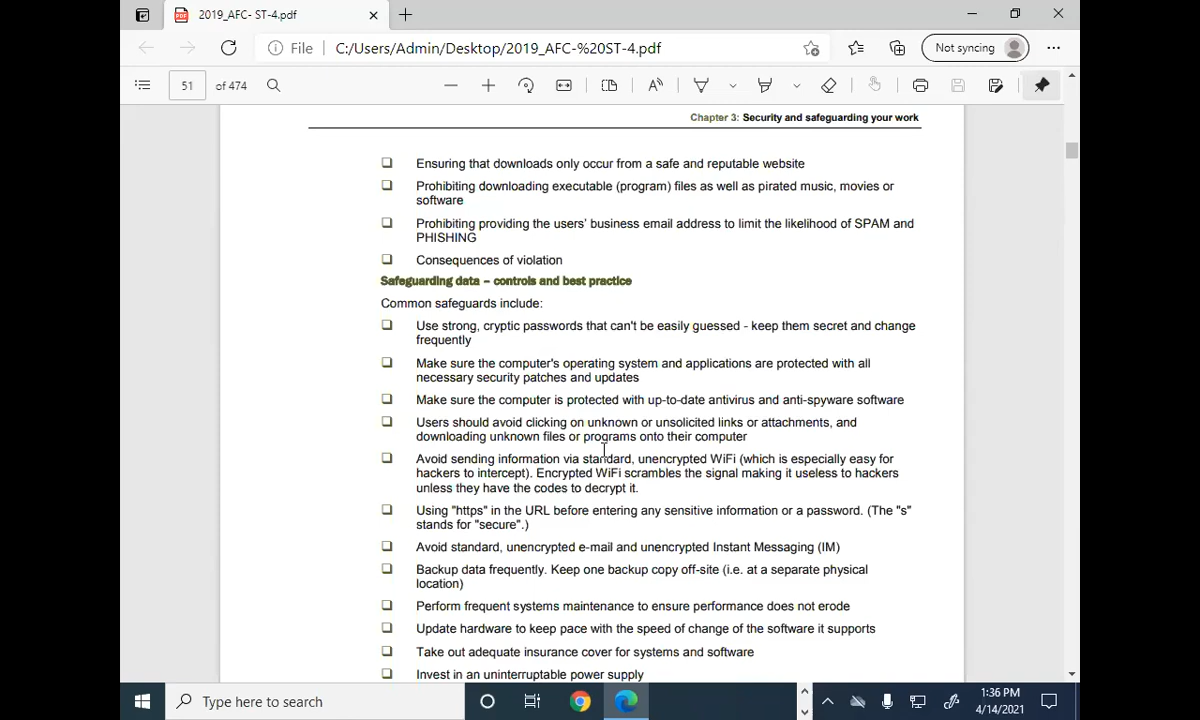 2019_AFC- ST-4.pdf
File
C:/Users/Admin/Desktop/2019_AFC-%20ST-4.pdf
Not syncing
51
of 474
Chapter 3: Security and safeguarding your work
❑ Ensuring that downloads only occur from a safe and reputable website
❑ Prohibiting downloading executable (program) files as well as pirated music, movies or
software
❑ Prohibiting providing the users' business email address to limit the likelihood of SPAM and
PHISHING
❑ Consequences of violation
Safeguarding data – controls and best practice
Common safeguards include:
❑ Use strong, cryptic passwords that can't be easily guessed - keep them secret and change
frequently
❑ Make sure the computer's operating system and applications are protected with all
necessary security patches and updates
❑ Make sure the computer is protected with up-to-date antivirus and anti-spyware software
❑ Users should avoid clicking on unknown or unsolicited links or attachments, and
downloading unknown files or programs onto their computer
❑ Avoid sending information via standard, unencrypted WiFi (which is especially easy for
hackers to intercept). Encrypted WiFi scrambles the signal making it useless to hackers
unless they have the codes to decrypt it.
❑ Using "https" in the URL before entering any sensitive information or a password. (The "s"
stands for "secure".)
❑ Avoid standard, unencrypted e-mail and unencrypted Instant Messaging (IM)
❑ Backup data frequently. Keep one backup copy off-site (i.e. at a separate physical
location)
❑ Perform frequent systems maintenance to ensure performance does not erode
❑ Update hardware to keep pace with the speed of change of the software it supports
❑ Take out adequate insurance cover for systems and software
❑ Invest in an uninterruptable power supply
Type here to search
1:36 PM
4/14/2021